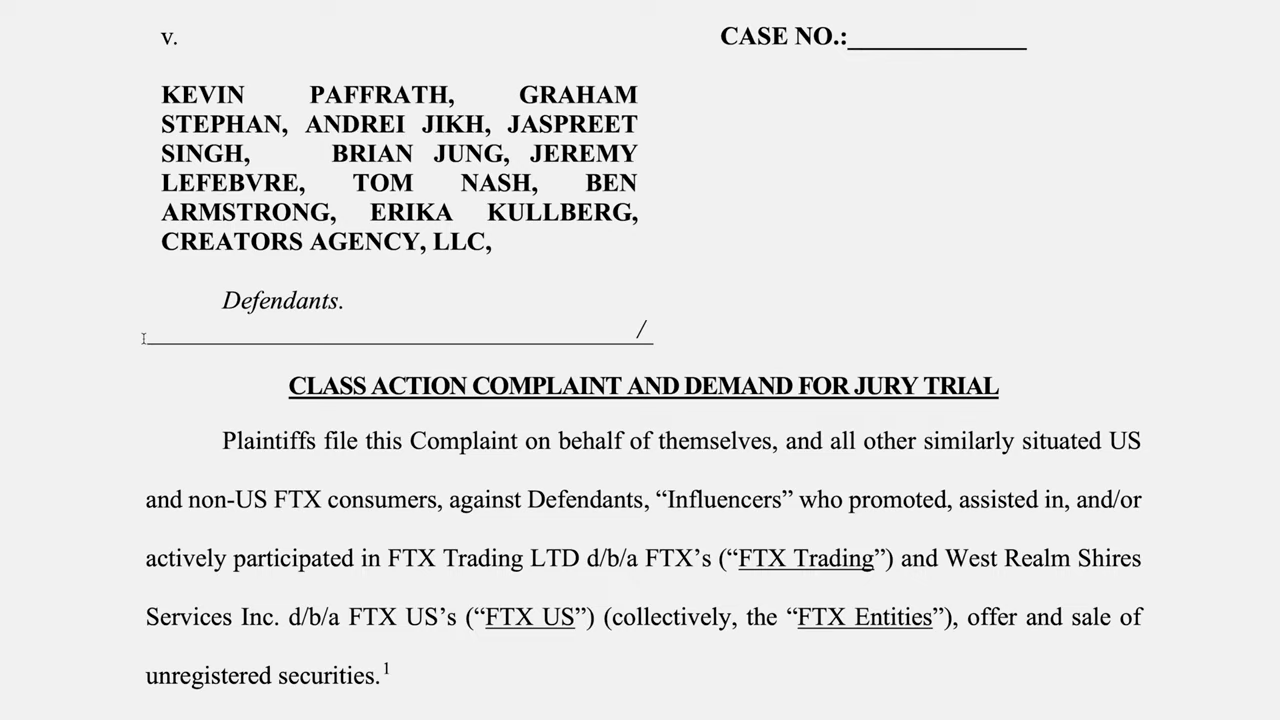 v.
CASE NO.:______________
KEVIN PAFFRATH, GRAHAM
STEPHAN, ANDREI JIKH, JASPREET
SINGH, BRIAN JUNG, JEREMY
LEFEBVRE, TOM NASH, BEN
ARMSTRONG, ERIKA KULLBERG,
CREATORS AGENCY, LLC,
Defendants.
/
CLASS ACTION COMPLAINT AND DEMAND FOR JURY TRIAL
Plaintiffs file this Complaint on behalf of themselves, and all other similarly situated US
and non-US FTX consumers, against Defendants, “Influencers” who promoted, assisted in, and/or
actively participated in FTX Trading LTD d/b/a FTX’s (“FTX Trading”) and West Realm Shires
Services Inc. d/b/a FTX US’s (“FTX US”) (collectively, the “FTX Entities”), offer and sale of
unregistered securities.1